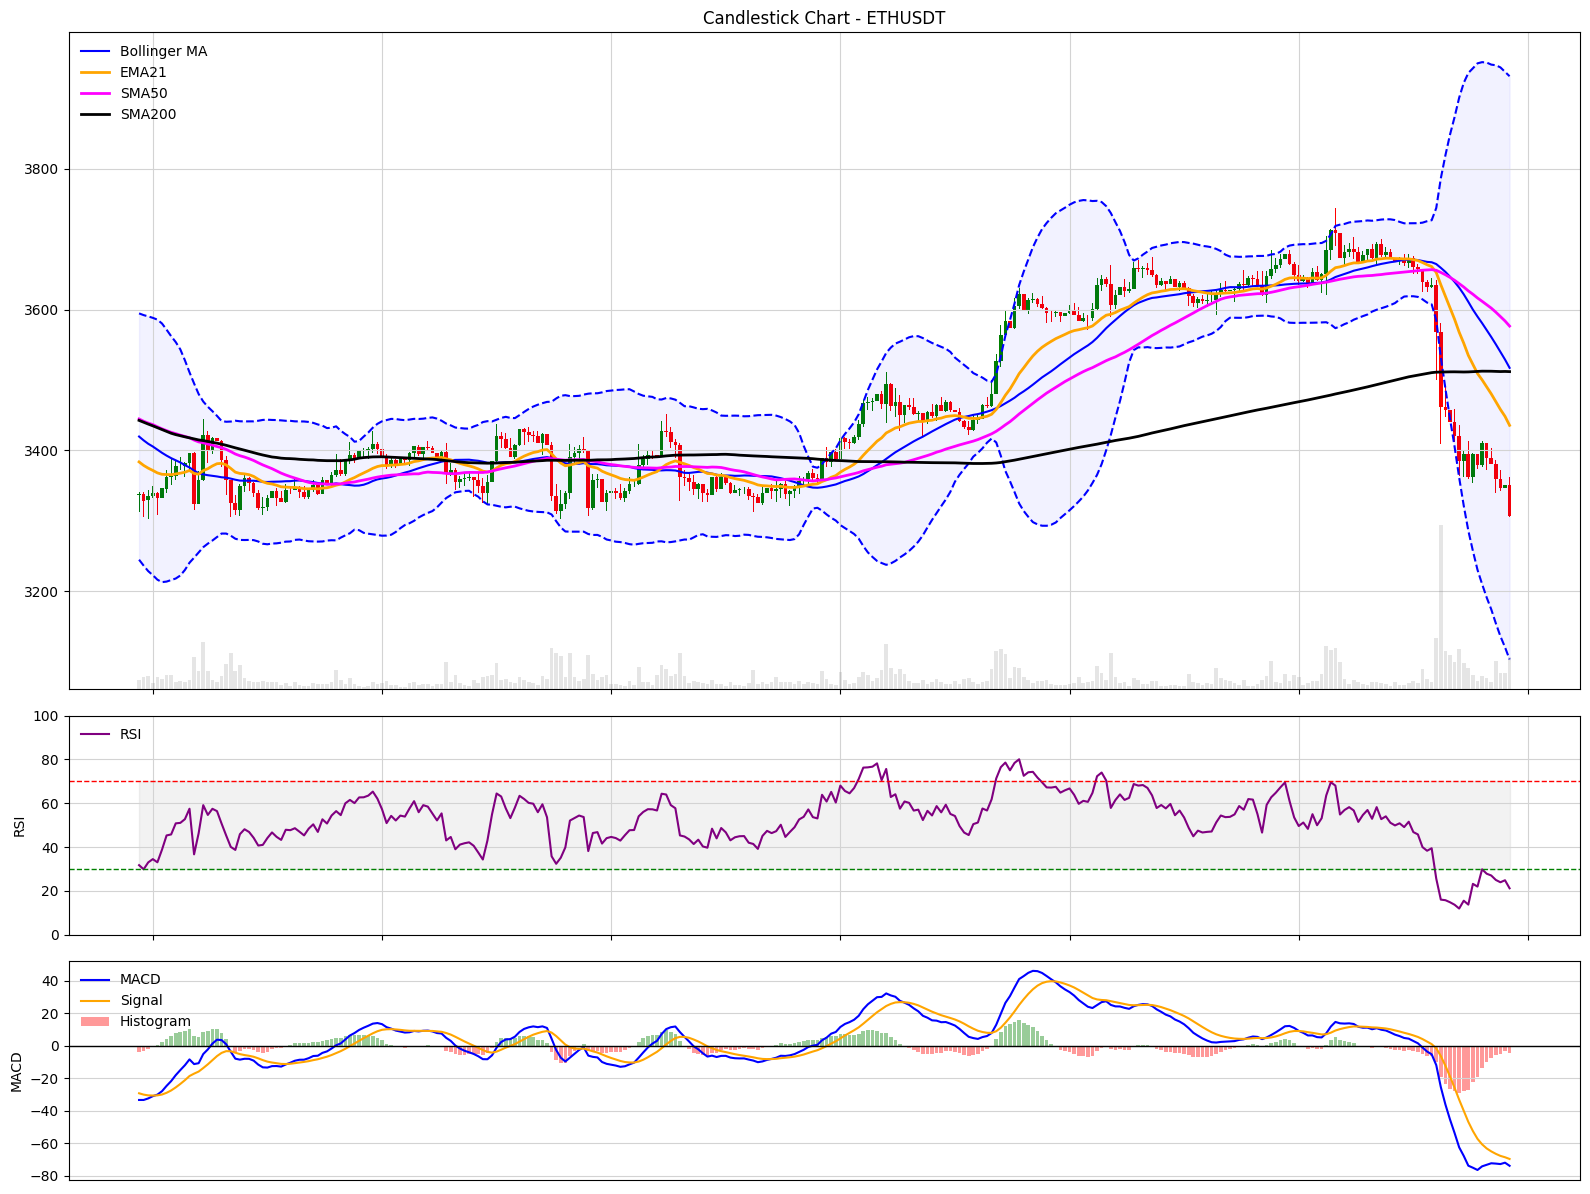 Candlestick Chart - ETHUSDT
Bollinger MA
EMA21
SMA50
SMA200
3800
3600
3400
3200
100
80
60
40
20
0
RSI
RSI
40
20
0
−20
−40
−60
−80
MACD
MACD
Signal
Histogram